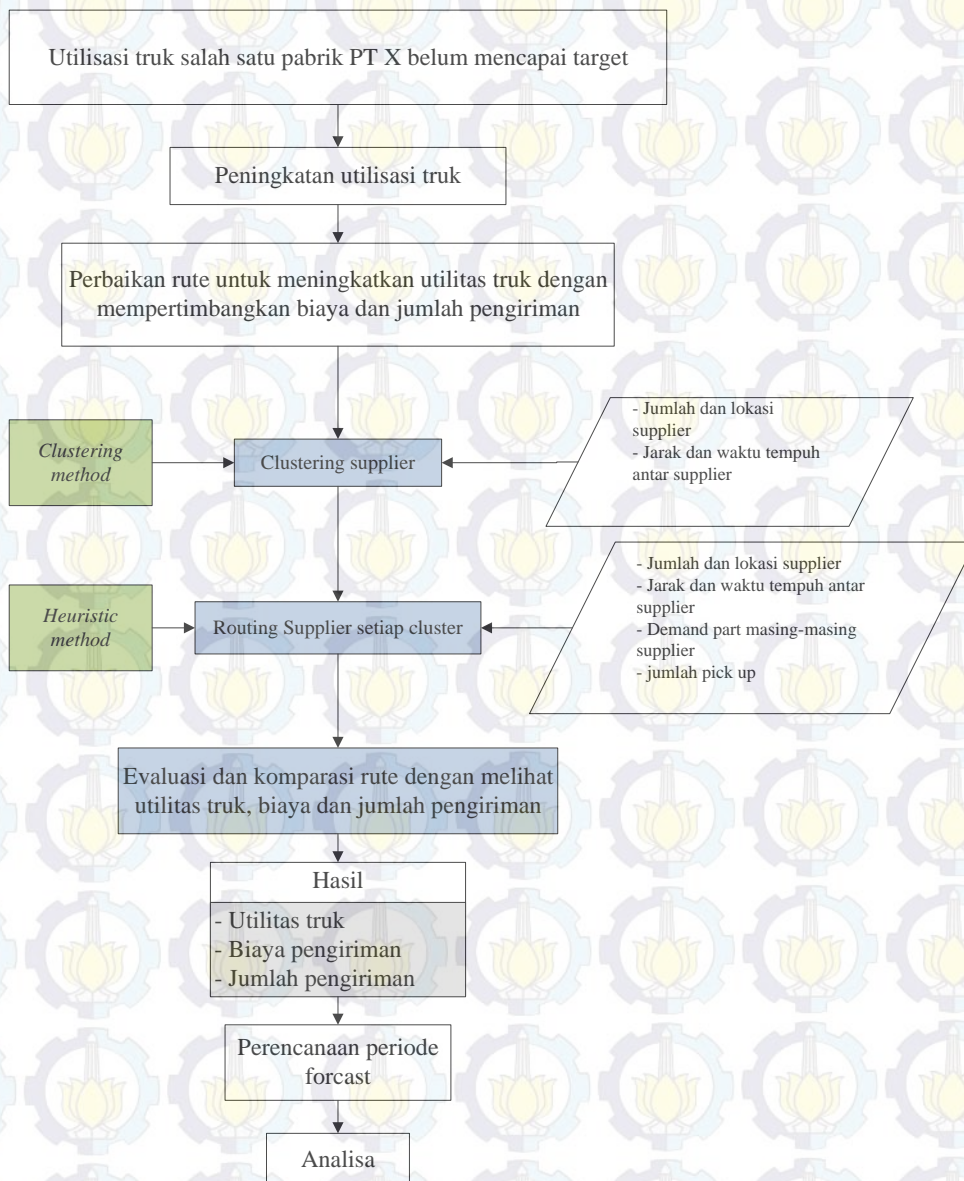 Utilisasi truk salah satu pabrik PT X belum mencapai target
Peningkatan utilisasi truk
Perbaikan rute untuk meningkatkan utilitas truk dengan
mempertimbangkan biaya dan jumlah pengiriman
Clustering
method
Clustering supplier
- Jumlah dan lokasi
supplier
- Jarak dan waktu tempuh
antar supplier
Heuristic
method
Routing Supplier setiap cluster
- Jumlah dan lokasi supplier
- Jarak dan waktu tempuh antar
supplier
- Demand part masing-masing
supplier
- jumlah pick up
Evaluasi dan komparasi rute dengan melihat
utilitas truk, biaya dan jumlah pengiriman
Hasil
- Utilitas truk
- Biaya pengiriman
- Jumlah pengiriman
Perencanaan periode
forcast
Analisa